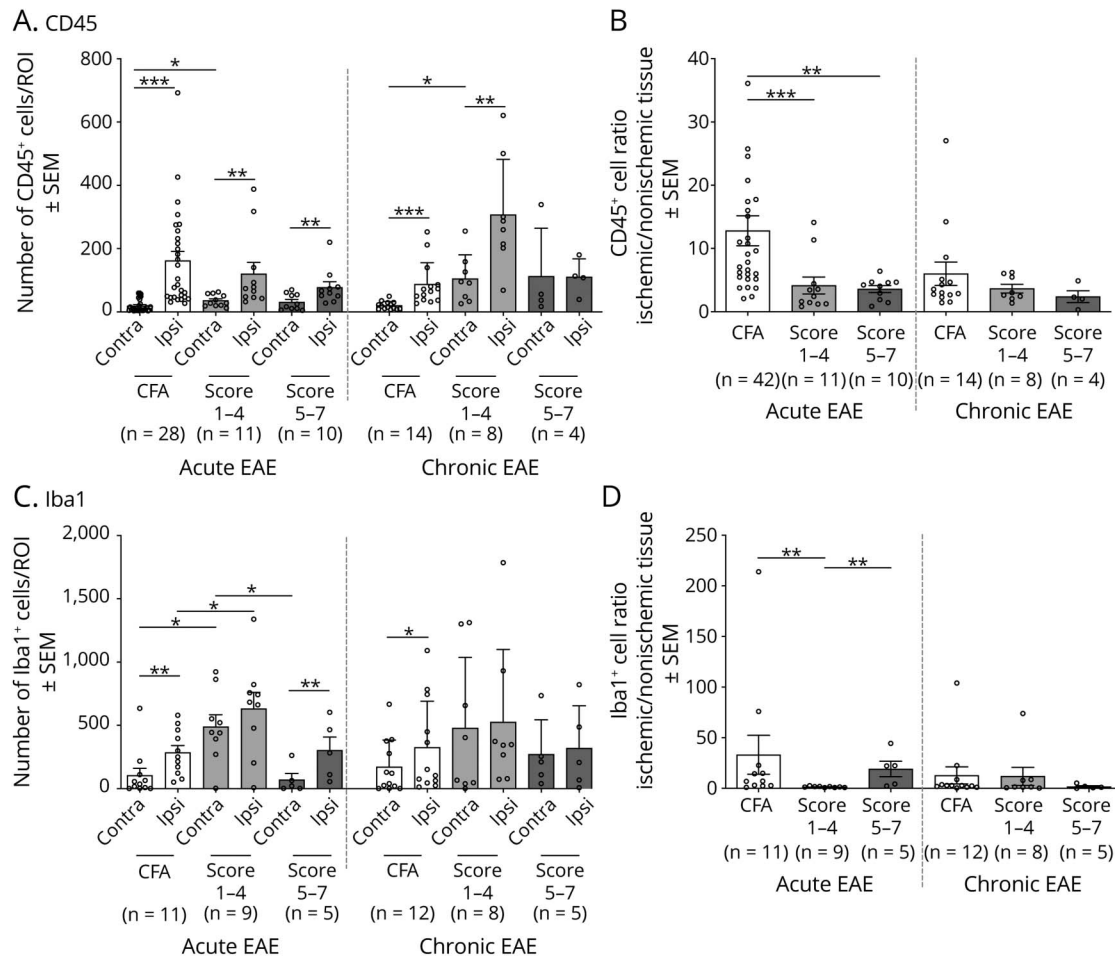 A. CD45
Number of CD45+ cells/ROI
± SEM
800
600
400
200
0
*
***
**
**
*
**
***
Contra Ipsi Contra Ipsi Contra Ipsi Contra Ipsi Contra Ipsi Contra Ipsi
CFA Score 1–4 Score 5–7 CFA Score 1–4 Score 5–7
(n = 28) (n = 11) (n = 10) (n = 14) (n = 8) (n = 4)
Acute EAE Chronic EAE
B.
CD45+ cell ratio
ischemic/nonischemic tissue
± SEM
40
30
20
10
0
**
***
CFA Score 1–4 Score 5–7 CFA Score 1–4 Score 5–7
(n = 42) (n = 11) (n = 10) (n = 14) (n = 8) (n = 4)
Acute EAE Chronic EAE
C. Iba1
Number of Iba1+ cells/ROI
± SEM
2,000
1,500
1,000
500
0
*
*
*
**
**
*
Contra Ipsi Contra Ipsi Contra Ipsi Contra Ipsi Contra Ipsi Contra Ipsi
CFA Score 1–4 Score 5–7 CFA Score 1–4 Score 5–7
(n = 11) (n = 9) (n = 5) (n = 12) (n = 8) (n = 5)
Acute EAE Chronic EAE
D.
Iba1+ cell ratio
ischemic/nonischemic tissue
± SEM
250
200
150
100
50
0
**
**
CFA Score 1–4 Score 5–7 CFA Score 1–4 Score 5–7
(n = 11) (n = 9) (n = 5) (n = 12) (n = 8) (n = 5)
Acute EAE Chronic EAE